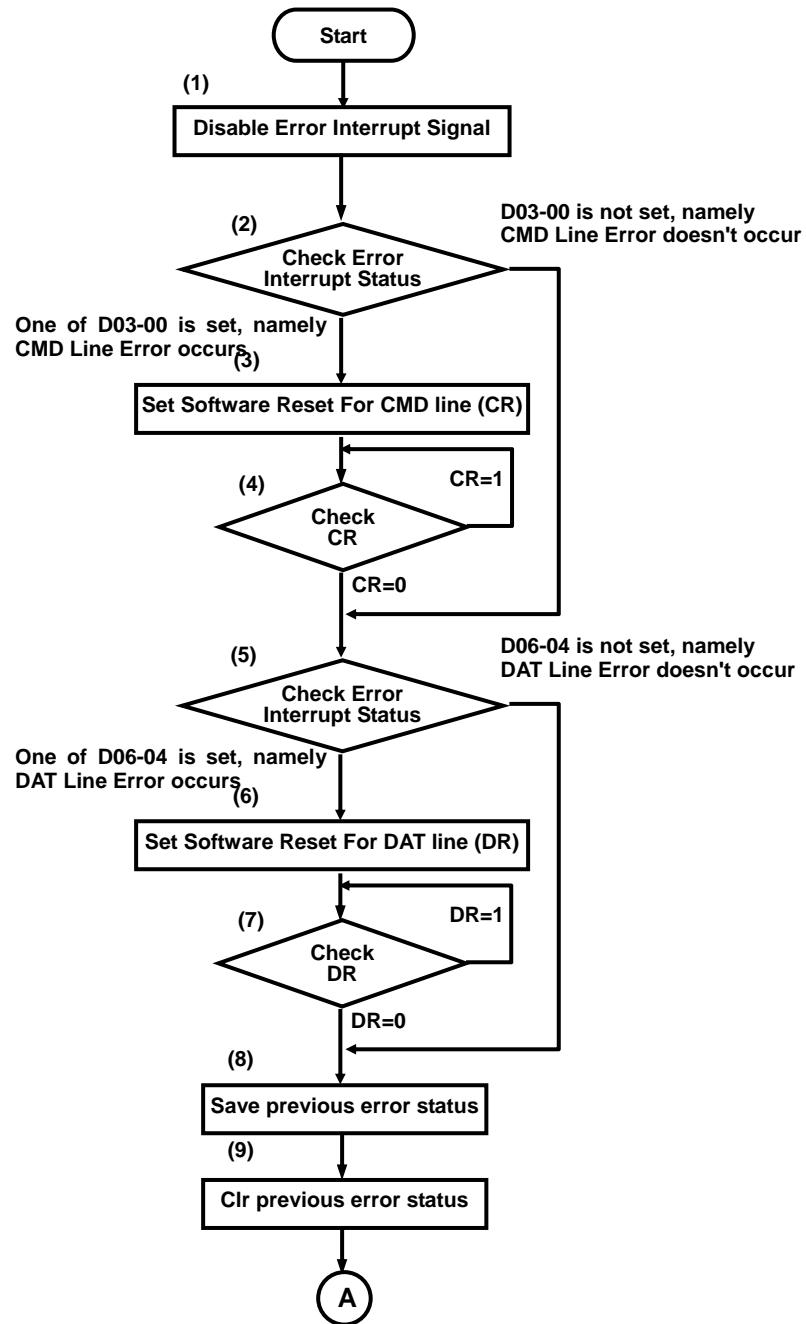 Start
(1)
Disable Error Interrupt Signal
D03-00 is not set, namely
CMD Line Error doesn't occur
(2)
Check Error
Interrupt Status
One of D03-00 is set, namely
CMD Line Error occurs
(3)
Set Software Reset For CMD line (CR)
CR=1
(4)
Check
CR
CR=0
D06-04 is not set, namely
DAT Line Error doesn't occur
(5)
Check Error
Interrupt Status
One of D06-04 is set, namely
DAT Line Error occurs
(6)
Set Software Reset For DAT line (DR)
DR=1
(7)
Check
DR
DR=0
(8)
Save previous error status
(9)
Clr previous error status
A